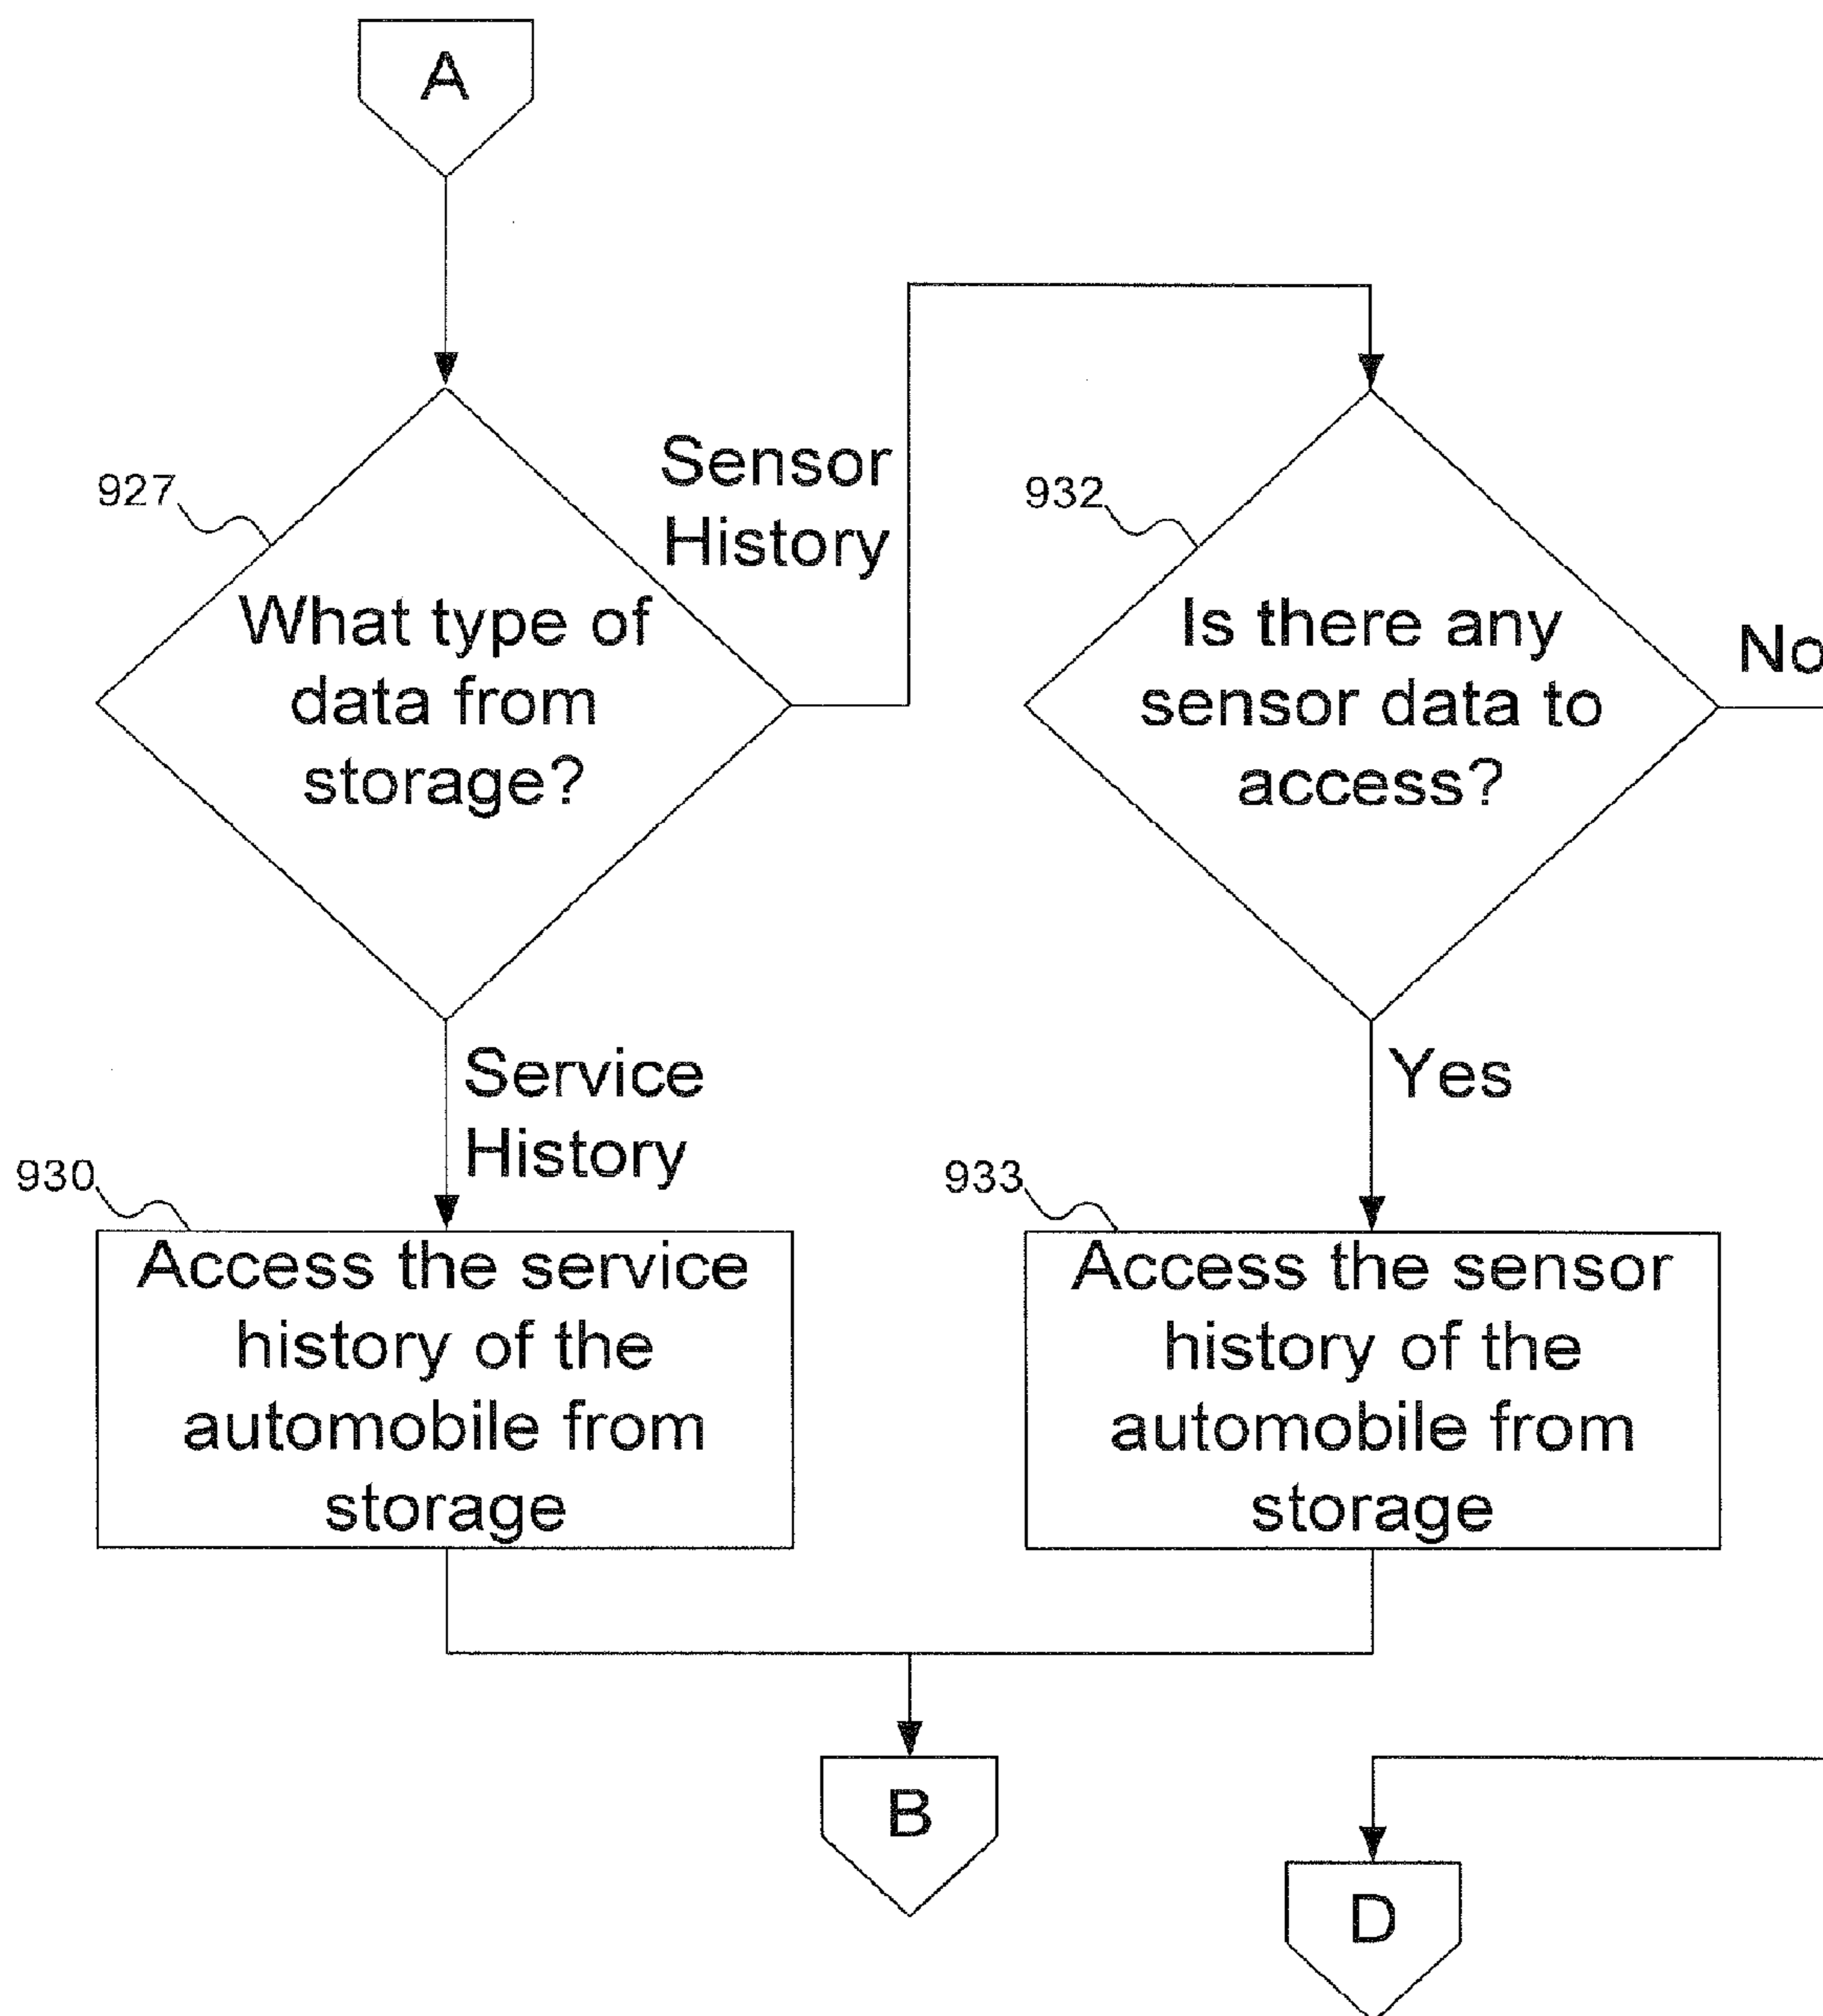 A
Sensor
History
927
What type of
data from
storage?
932
Is there any
sensor data to
access?
No
Service
History
Yes
930
Access the service
history of the
automobile from
storage
933
Access the sensor
history of the
automobile from
storage
B
D